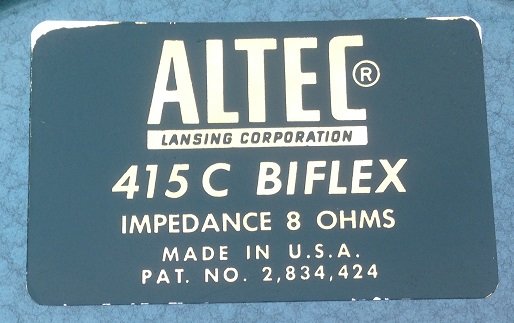 ALTEC®
LANSING CORPORATION
415 C BIFLEX
IMPEDANCE 8 OHMS
MADE IN U.S.A.
PAT. NO. 2,834,424